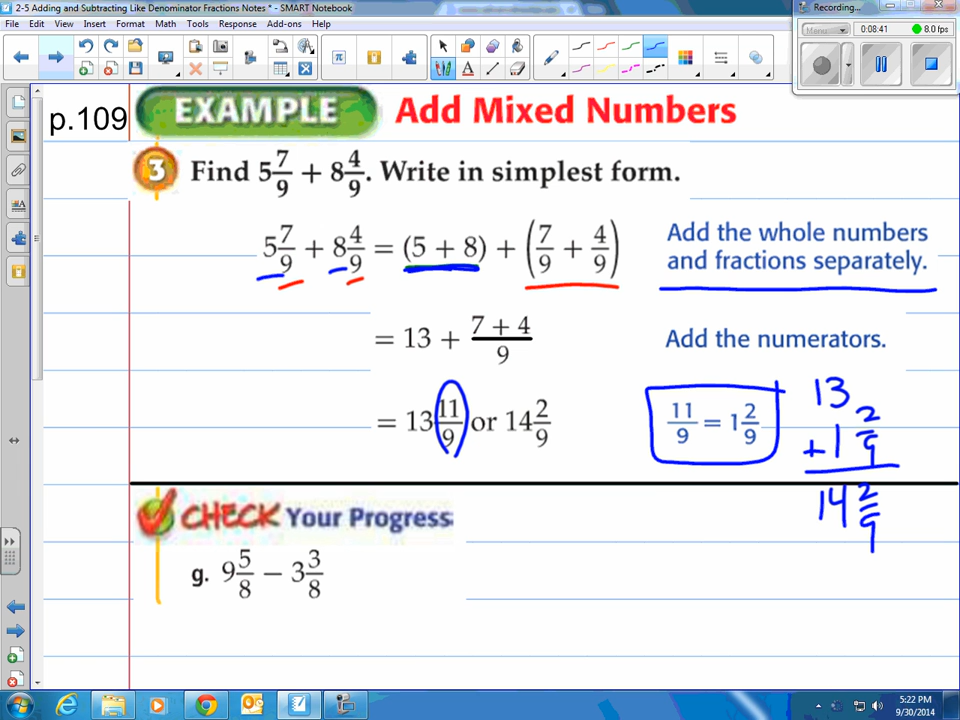 2-5 Adding and Subtracting Like Denominator Fractions Notes * - SMART Notebook
File Edit View Insert Format Math Tools Response Add-ons Help
Recording...
Menu 0:08:41 8.0 fps
p.109 EXAMPLE Add Mixed Numbers
3 Find 5 7/9 + 8 4/9. Write in simplest form.
5 7/9 + 8 4/9 = (5 + 8) + (7/9 + 4/9) Add the whole numbers
and fractions separately.
= 13 + 7 + 4/9 Add the numerators.
= 13 11/9 or 14 2/9 11/9 = 1 2/9
13
+ 1 2/9
14 2/9
CHECK Your Progress
g. 9 5/8 − 3 3/8
5:22 PM
9/30/2014